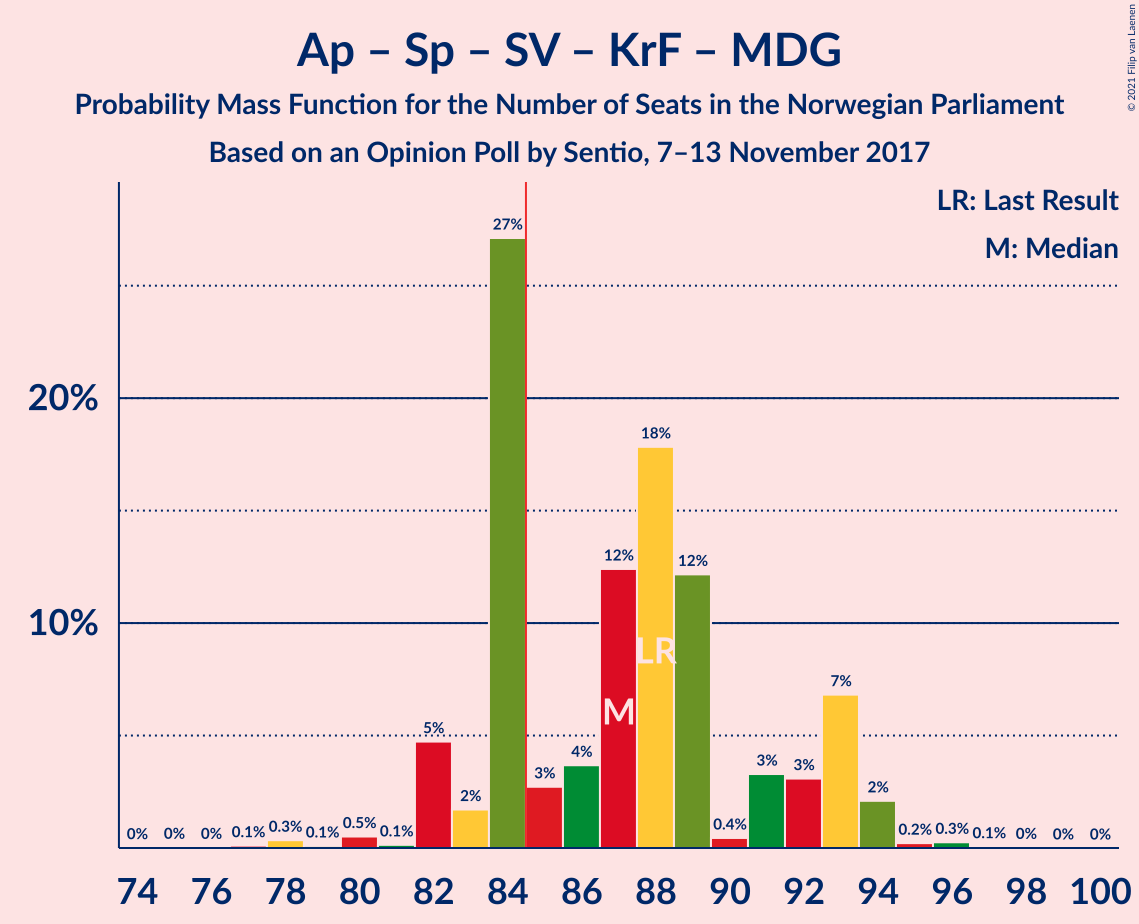 Ap – Sp – SV – KrF – MDG
Probability Mass Function for the Number of Seats in the Norwegian Parliament
Based on an Opinion Poll by Sentio, 7–13 November 2017
© 2021 Filip van Laenen
LR: Last Result
M: Median
20%
10%
0% 0% 0% 0.1% 0.3% 0.1% 0.5% 0.1% 5% 2% 27% 3% 4% 12% 18% 12% 0.4% 3% 3% 7% 2% 0.2% 0.3% 0.1% 0% 0% 0%
LR
M
74 76 78 80 82 84 86 88 90 92 94 96 98 100